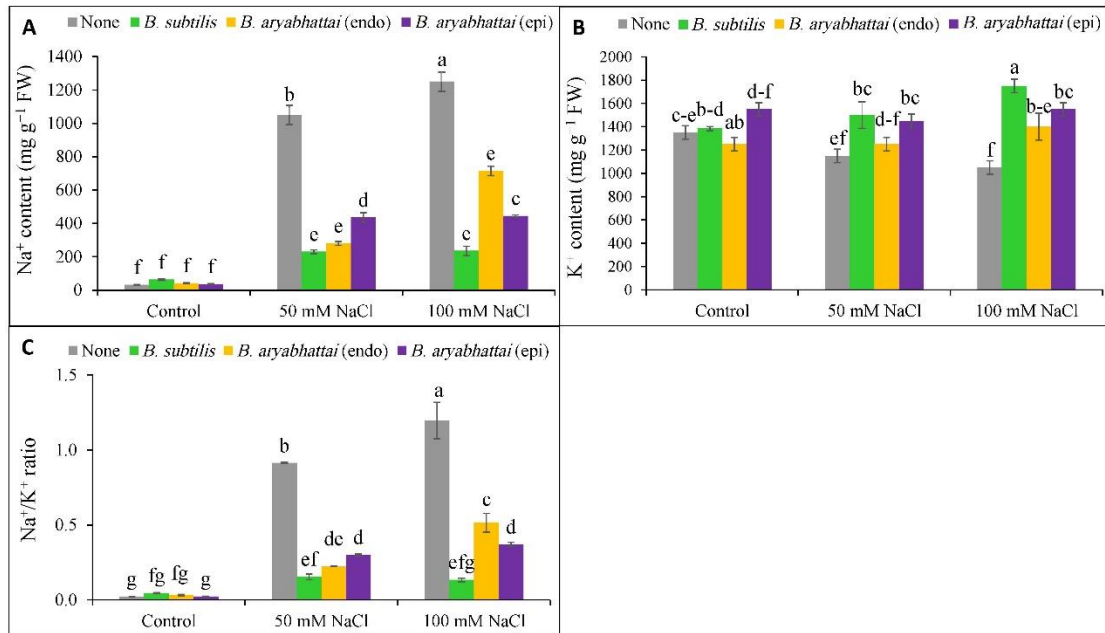 A
None B. subtilis B. aryabhattai (endo) B. aryabhattai (epi)
Na+ content (mg g−1 FW)
1400
1200
1000
800
600
400
200
0
f f f f
b e e d
a c e c
Control 50 mM NaCl 100 mM NaCl
B
None B. subtilis B. aryabhattai (endo) B. aryabhattai (epi)
K+ content (mg g−1 FW)
2000
1800
1600
1400
1200
1000
800
600
400
200
0
c-e b-d ab d-f
ef bc d-f bc
f a b-e bc
Control 50 mM NaCl 100 mM NaCl
C
None B. subtilis B. aryabhattai (endo) B. aryabhattai (epi)
Na+/K+ ratio
1.5
1.0
0.5
0.0
g fg fg g
b ef de d
a efg c d
Control 50 mM NaCl 100 mM NaCl